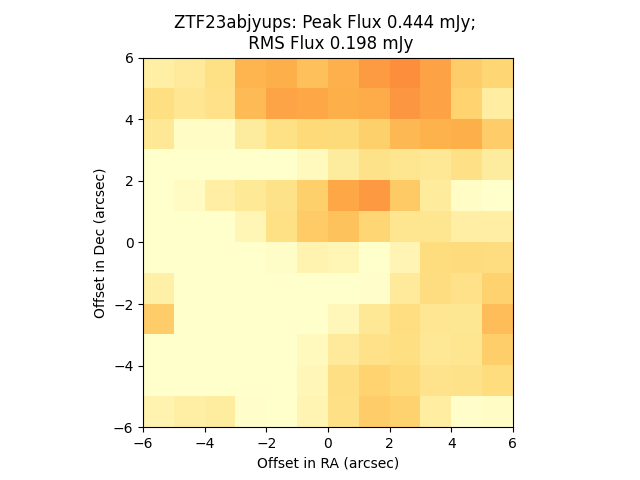 ZTF23abjyups: Peak Flux 0.444 mJy;
RMS Flux 0.198 mJy
6
4
2
0
−2
−4
−6
Offset in Dec (arcsec)
−6 −4 −2 0 2 4 6
Offset in RA (arcsec)